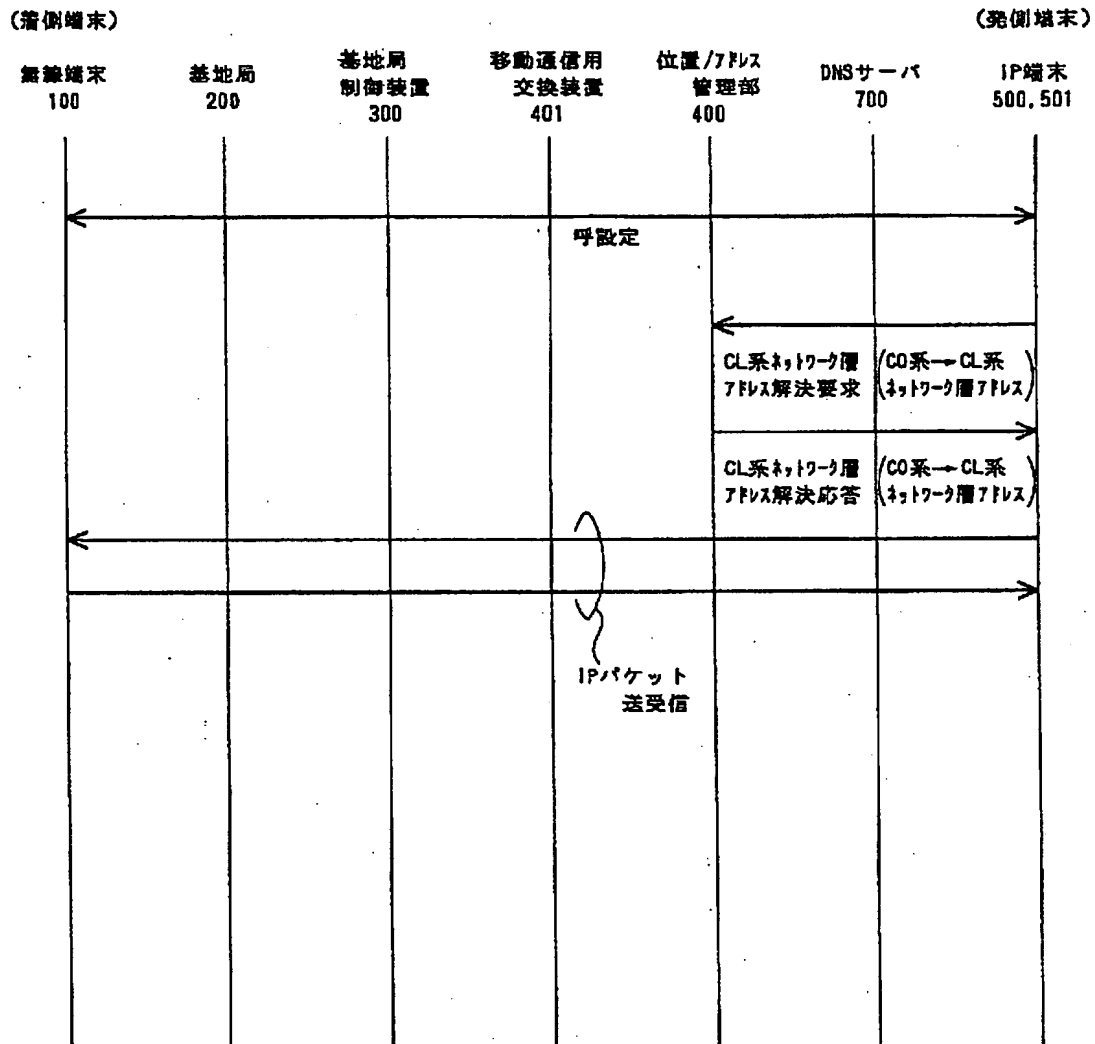 (着側端末)
(発側端末)
無線端末
100
基地局
200
基地局
制御装置
300
移動通信用
交換装置
401
位置/アドレス
管理部
400
DNSサーバ
700
IP端末
500,501
呼設定
CL系ネットワーク層
アドレス解決要求
(CO系→CL系
ネットワーク層アドレス)
CL系ネットワーク層
アドレス解決応答
(CO系→CL系
ネットワーク層アドレス)
IPパケット
送受信